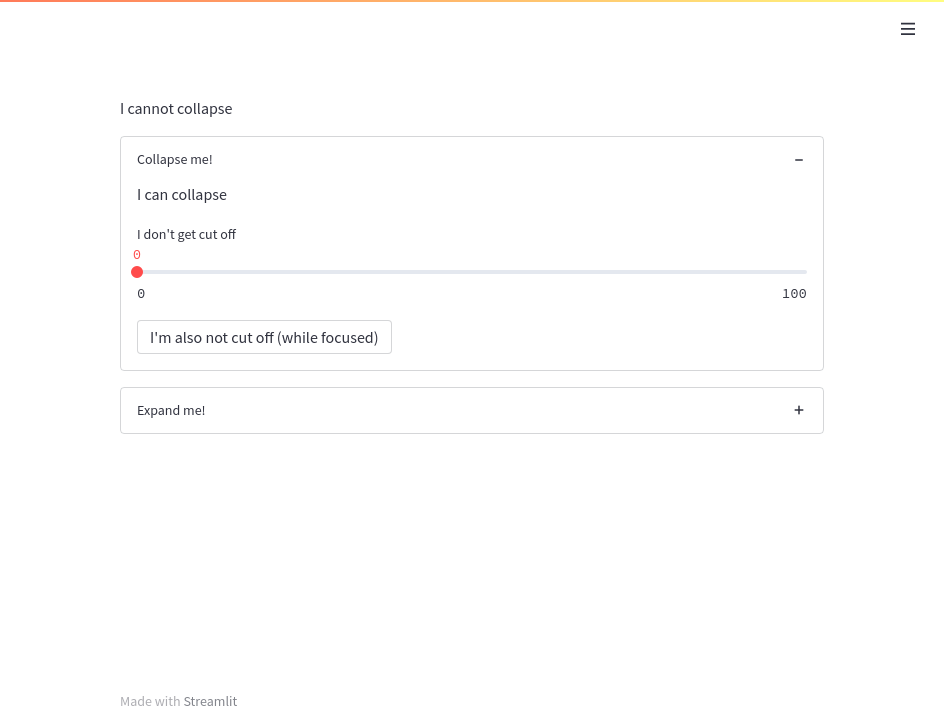 I cannot collapse
Collapse me!
I can collapse
I don't get cut off
0
0 100
I'm also not cut off (while focused)
Expand me!
Made with Streamlit